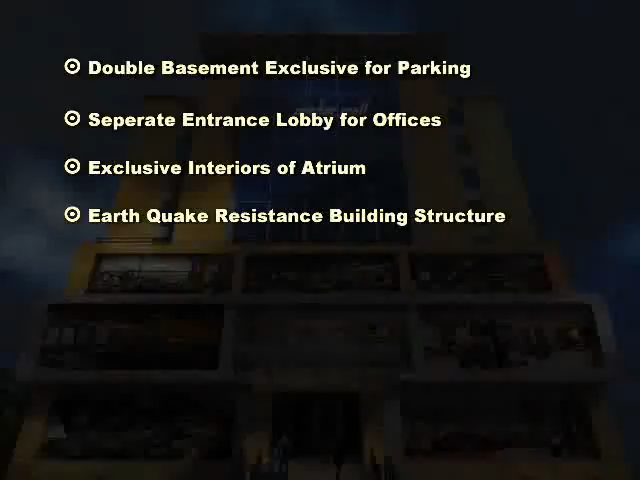 Double Basement Exclusive for Parking
Seperate Entrance Lobby for Offices
Exclusive Interiors of Atrium
Earth Quake Resistance Building Structure